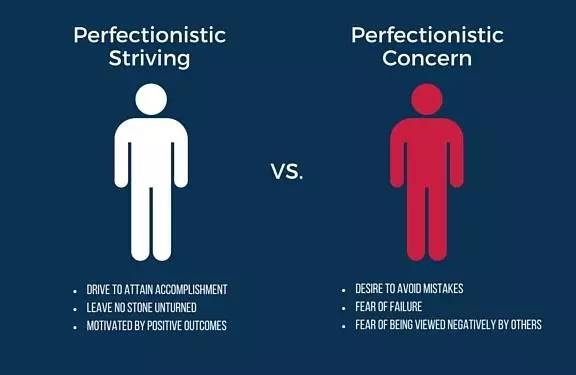 Perfectionistic
Striving
Perfectionistic
Concern
VS.
DRIVE TO ATTAIN ACCOMPLISHMENT
LEAVE NO STONE UNTURNED
MOTIVATED BY POSITIVE OUTCOMES
DESIRE TO AVOID MISTAKES
FEAR OF FAILURE
FEAR OF BEING VIEWED NEGATIVELY BY OTHERS